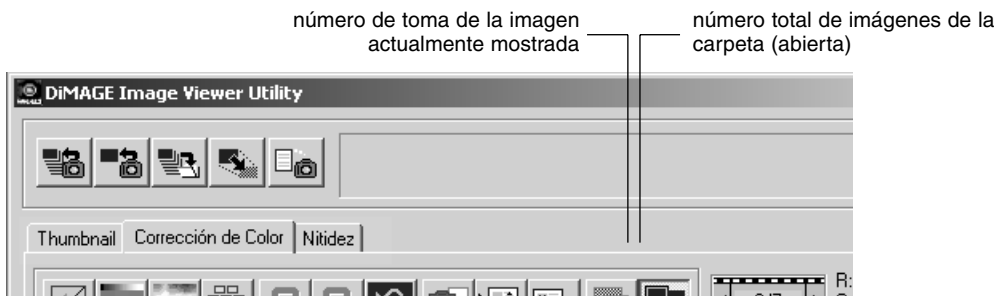 número de toma de la imagen
actualmente mostrada
número total de imágenes de la
carpeta (abierta)
DiMAGE Image Viewer Utility
Thumbnail Corrección de Color Nitidez
R: